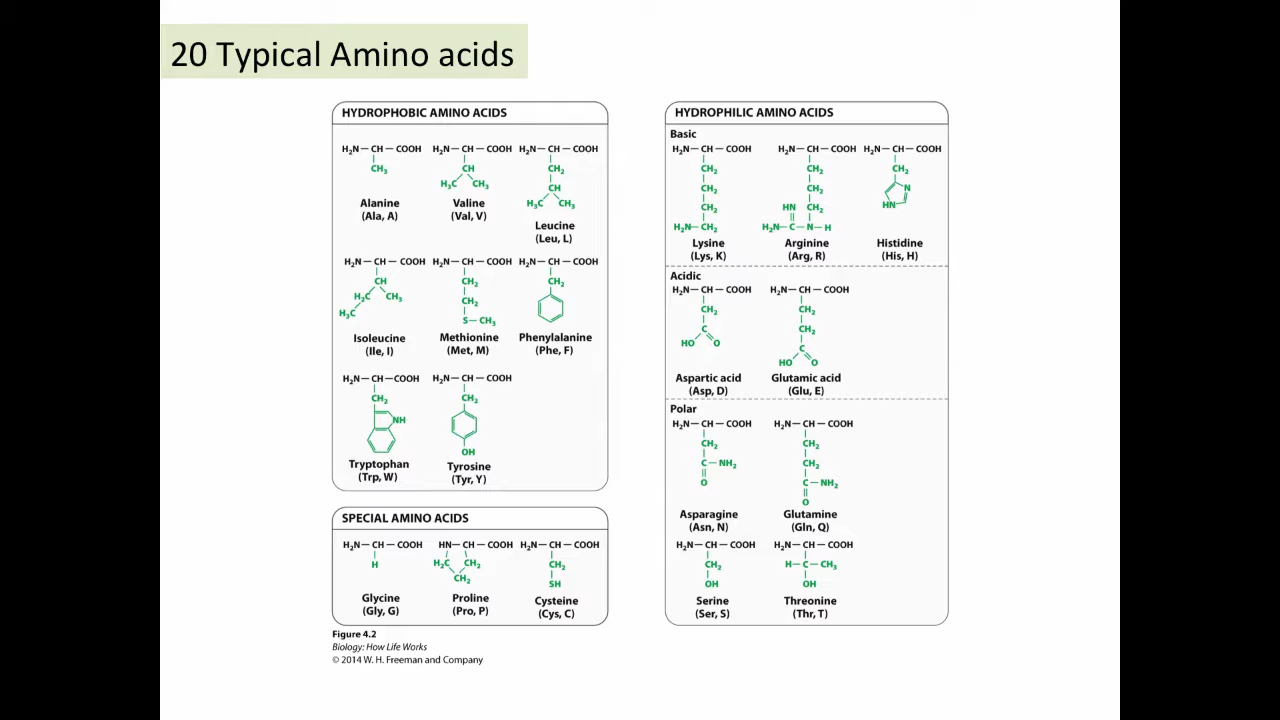 20 Typical Amino acids
HYDROPHOBIC AMINO ACIDS
H₂N — CH — COOH H₂N — CH — COOH H₂N — CH — COOH
CH₃ CH CH₂
H₃C CH₃ CH
H₃C CH₃
Alanine
(Ala, A)
Valine
(Val, V)
Leucine
(Leu, L)
H₂N — CH — COOH H₂N — CH — COOH H₂N — CH — COOH
CH CH₂ CH₂
H₂C CH₃ CH₂
H₃C S — CH₃
Isoleucine
(Ile, I)
Methionine
(Met, M)
Phenylalanine
(Phe, F)
H₂N — CH — COOH H₂N — CH — COOH
CH₂ CH₂
NH
OH
Tryptophan
(Trp, W)
Tyrosine
(Tyr, Y)
SPECIAL AMINO ACIDS
H₂N — CH — COOH HN — CH — COOH H₂N — CH — COOH
H H₂C CH₂ CH₂
CH₂ SH
Glycine
(Gly, G)
Proline
(Pro, P)
Cysteine
(Cys, C)
Figure 4.2
Biology: How Life Works
© 2014 W. H. Freeman and Company
HYDROPHILIC AMINO ACIDS
Basic
H₂N — CH — COOH H₂N — CH — COOH H₂N — CH — COOH
CH₂ CH₂ CH₂
CH₂ CH₂ N
CH₂ HN CH₂ HN
H₂N — CH₂ H₂N — C — N — H
Lysine
(Lys, K)
Arginine
(Arg, R)
Histidine
(His, H)
Acidic
H₂N — CH — COOH H₂N — CH — COOH
CH₂ CH₂
C CH₂
HO O C
HO O
Aspartic acid
(Asp, D)
Glutamic acid
(Glu, E)
Polar
H₂N — CH — COOH H₂N — CH — COOH
CH₂ CH₂
C — NH₂ CH₂
O C — NH₂
O
Asparagine
(Asn, N)
Glutamine
(Gln, Q)
H₂N — CH — COOH H₂N — CH — COOH
CH₂ H — C — CH₃
OH OH
Serine
(Ser, S)
Threonine
(Thr, T)